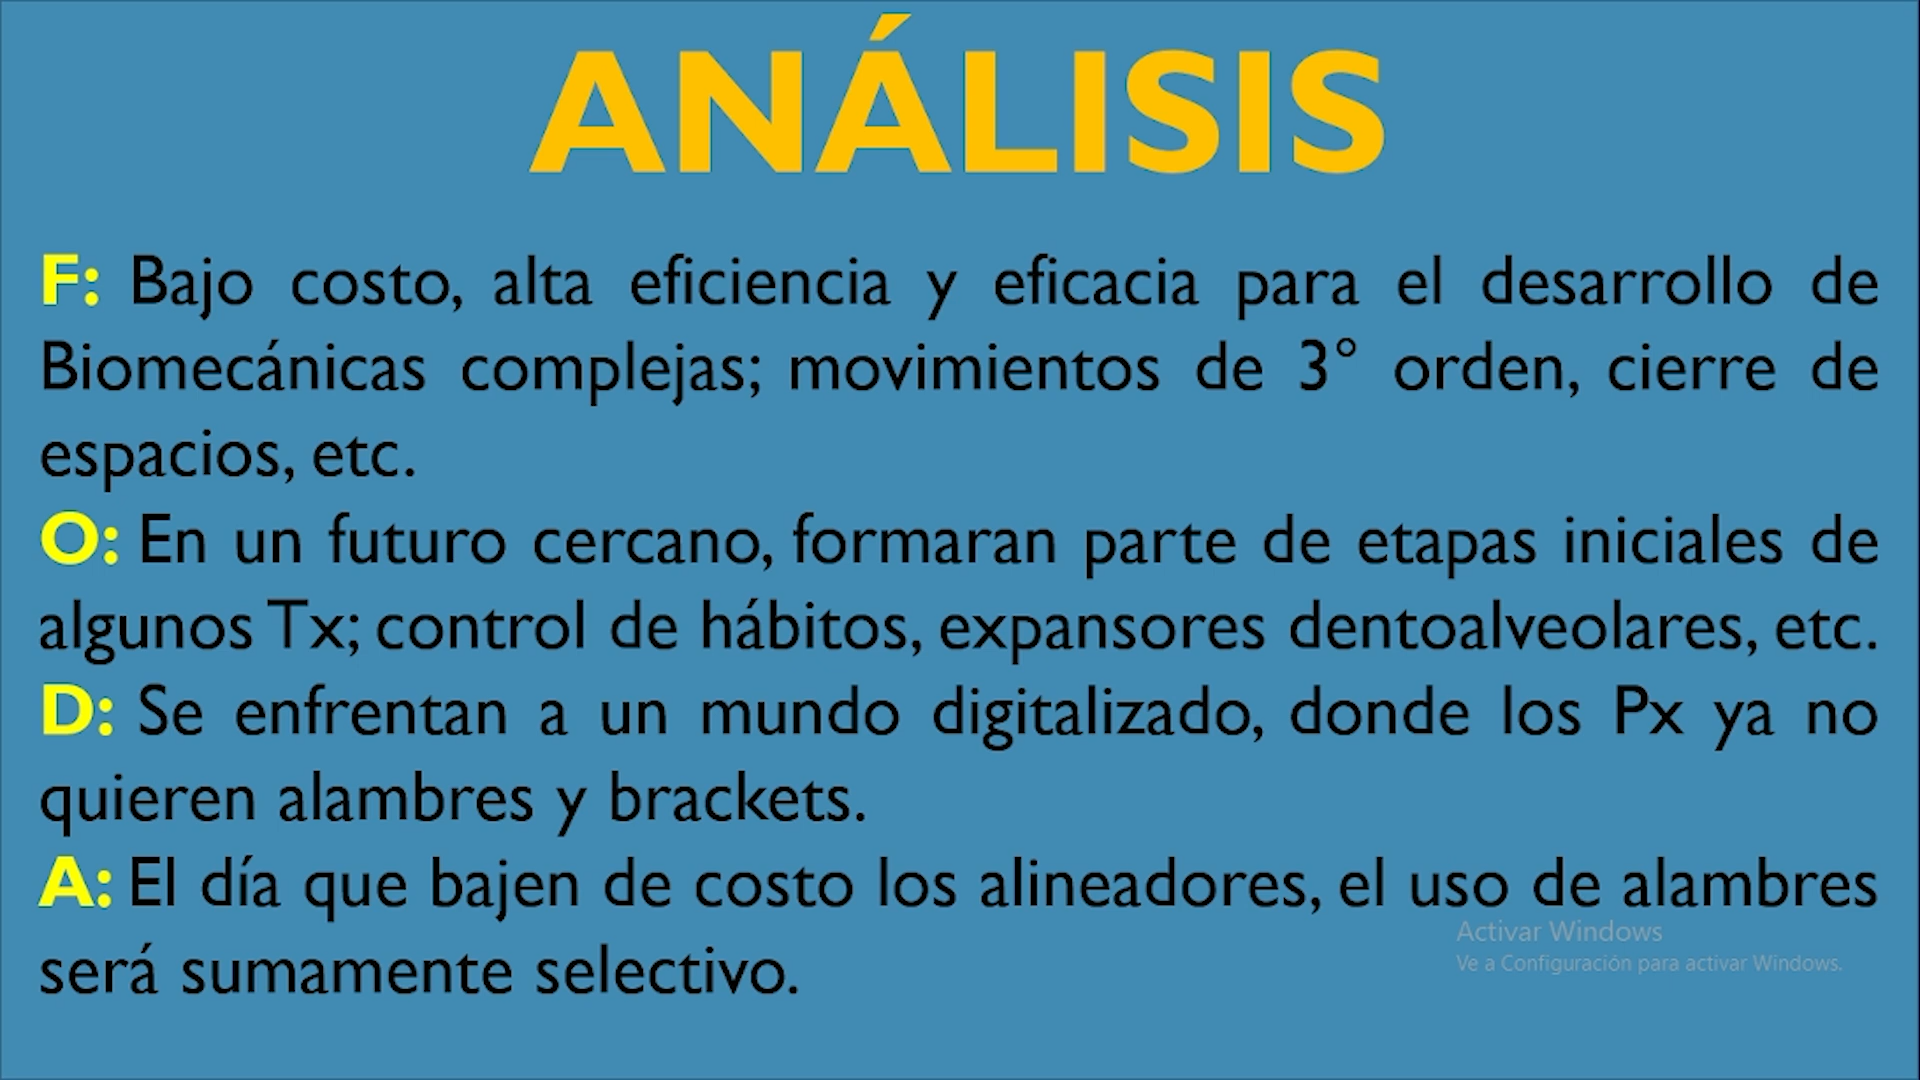 ANÁLISIS
F: Bajo costo, alta eficiencia y eficacia para el desarrollo de
Biomecánicas complejas; movimientos de 3° orden, cierre de
espacios, etc.
O: En un futuro cercano, formaran parte de etapas iniciales de
algunos Tx; control de hábitos, expansores dentoalveolares, etc.
D: Se enfrentan a un mundo digitalizado, donde los Px ya no
quieren alambres y brackets.
A: El día que bajen de costo los alineadores, el uso de alambres
será sumamente selectivo.
Activar Windows
Ve a Configuración para activar Windows.